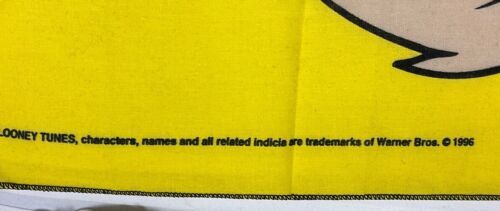 LOONEY TUNES, characters, names and all related indicia are trademarks of Warner Bros. © 1996